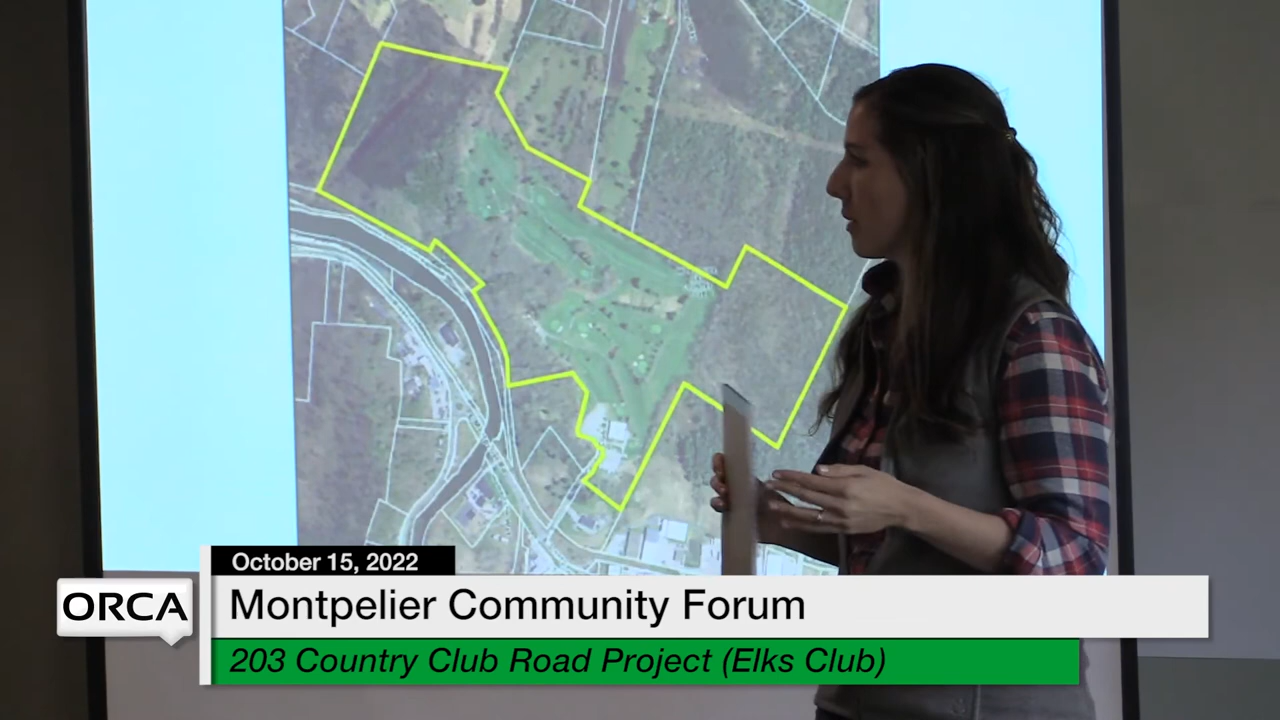 October 15, 2022
ORCA
Montpelier Community Forum
203 Country Club Road Project (Elks Club)